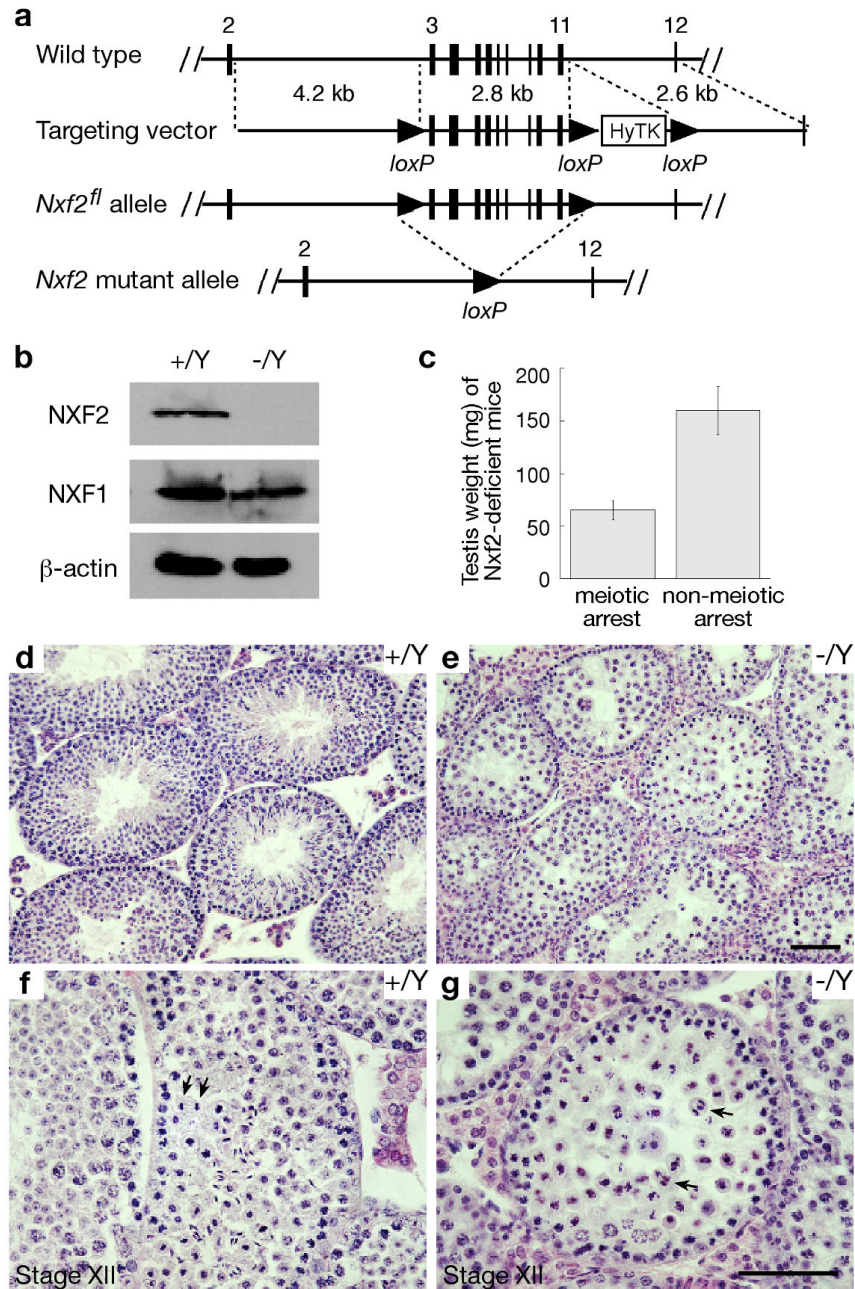 a
2 3 11 12
Wild type
4.2 kb 2.8 kb 2.6 kb
Targeting vector
HyTK
loxP loxP loxP
Nxf2fl allele
2 12
Nxf2 mutant allele
loxP
b
+/Y -/Y
NXF2
NXF1
β-actin
c
Testis weight (mg) of
Nxf2-deficient mice
200
150
100
50
0
meiotic
arrest
non-meiotic
arrest
d +/Y
e -/Y
f +/Y
Stage XII
g -/Y
Stage XII